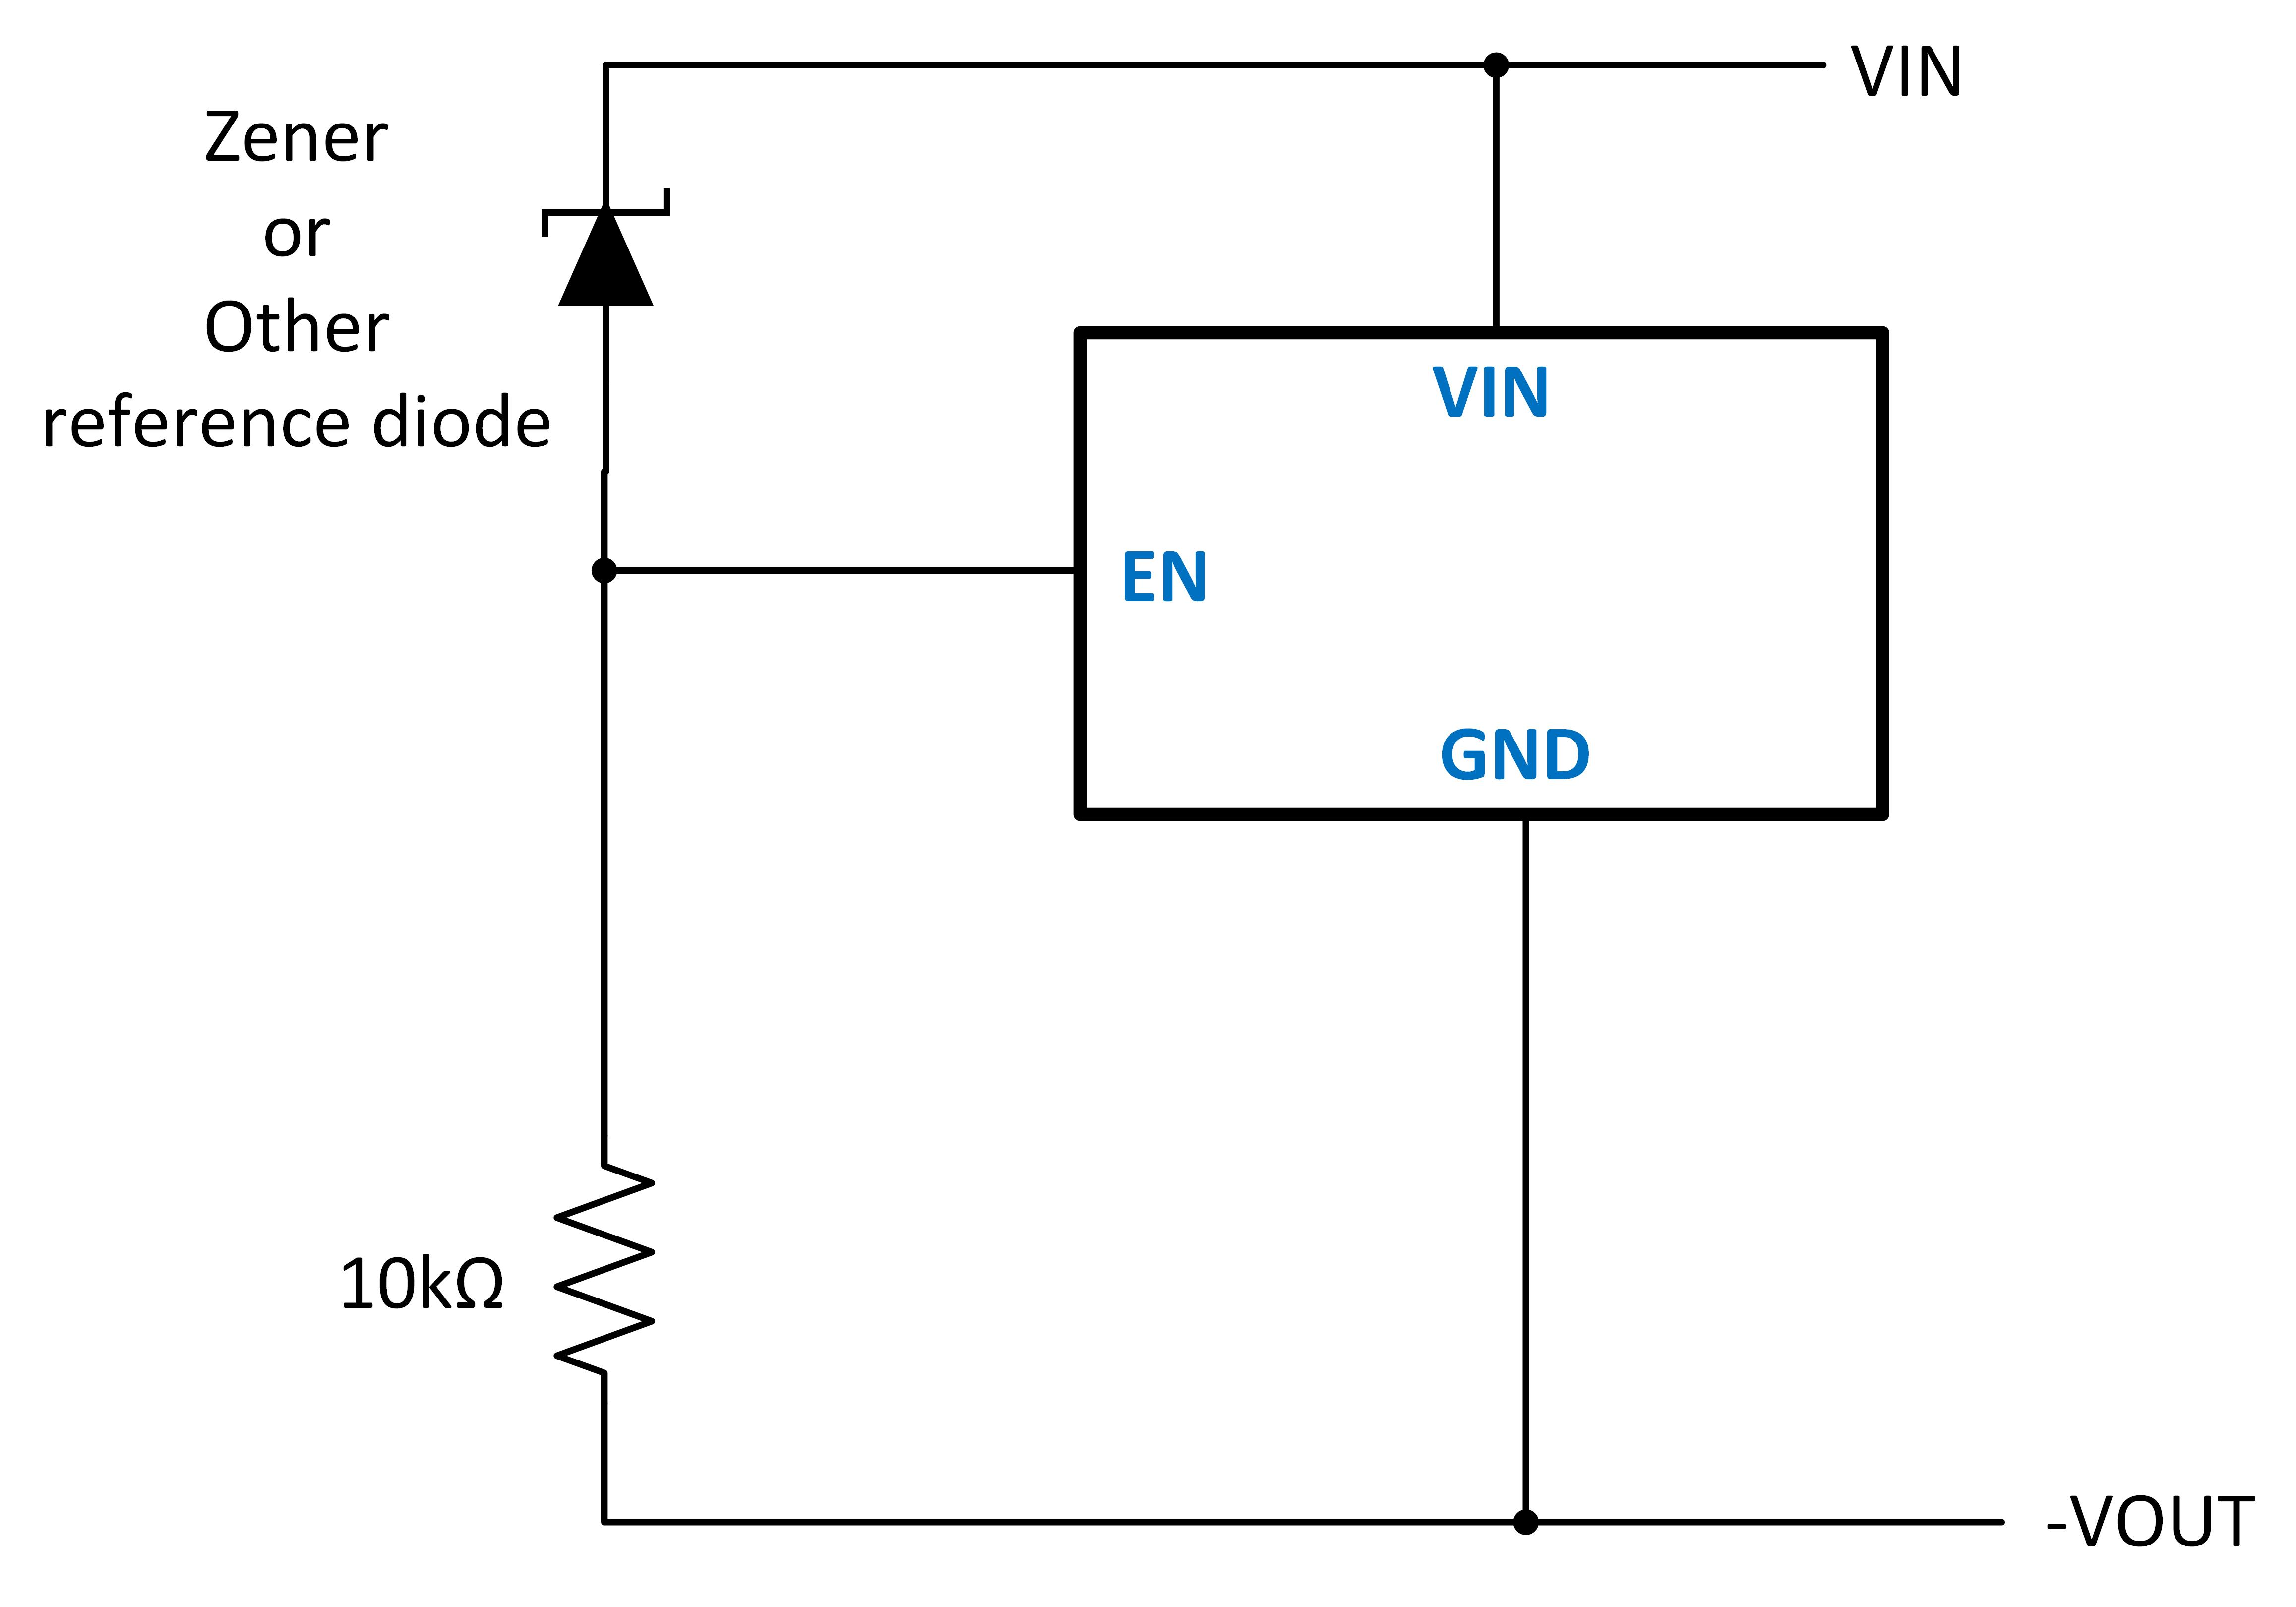 VIN
Zener
or
Other
reference diode
VIN
EN
GND
10kΩ
-VOUT